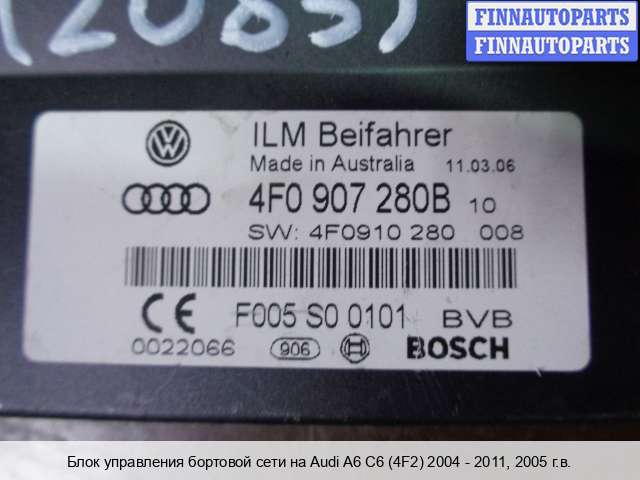 (2085)
FINNAUTOPARTS
FINNAUTOPARTS
ILM Beifahrer
Made in Australia 11.03.06
4F0 907 280B 10
SW: 4F0910 280 008
CE F005 S0 0101 BVB
0022066 906 BOSCH
Блок управления бортовой сети на Audi A6 C6 (4F2) 2004 - 2011, 2005 г.в.